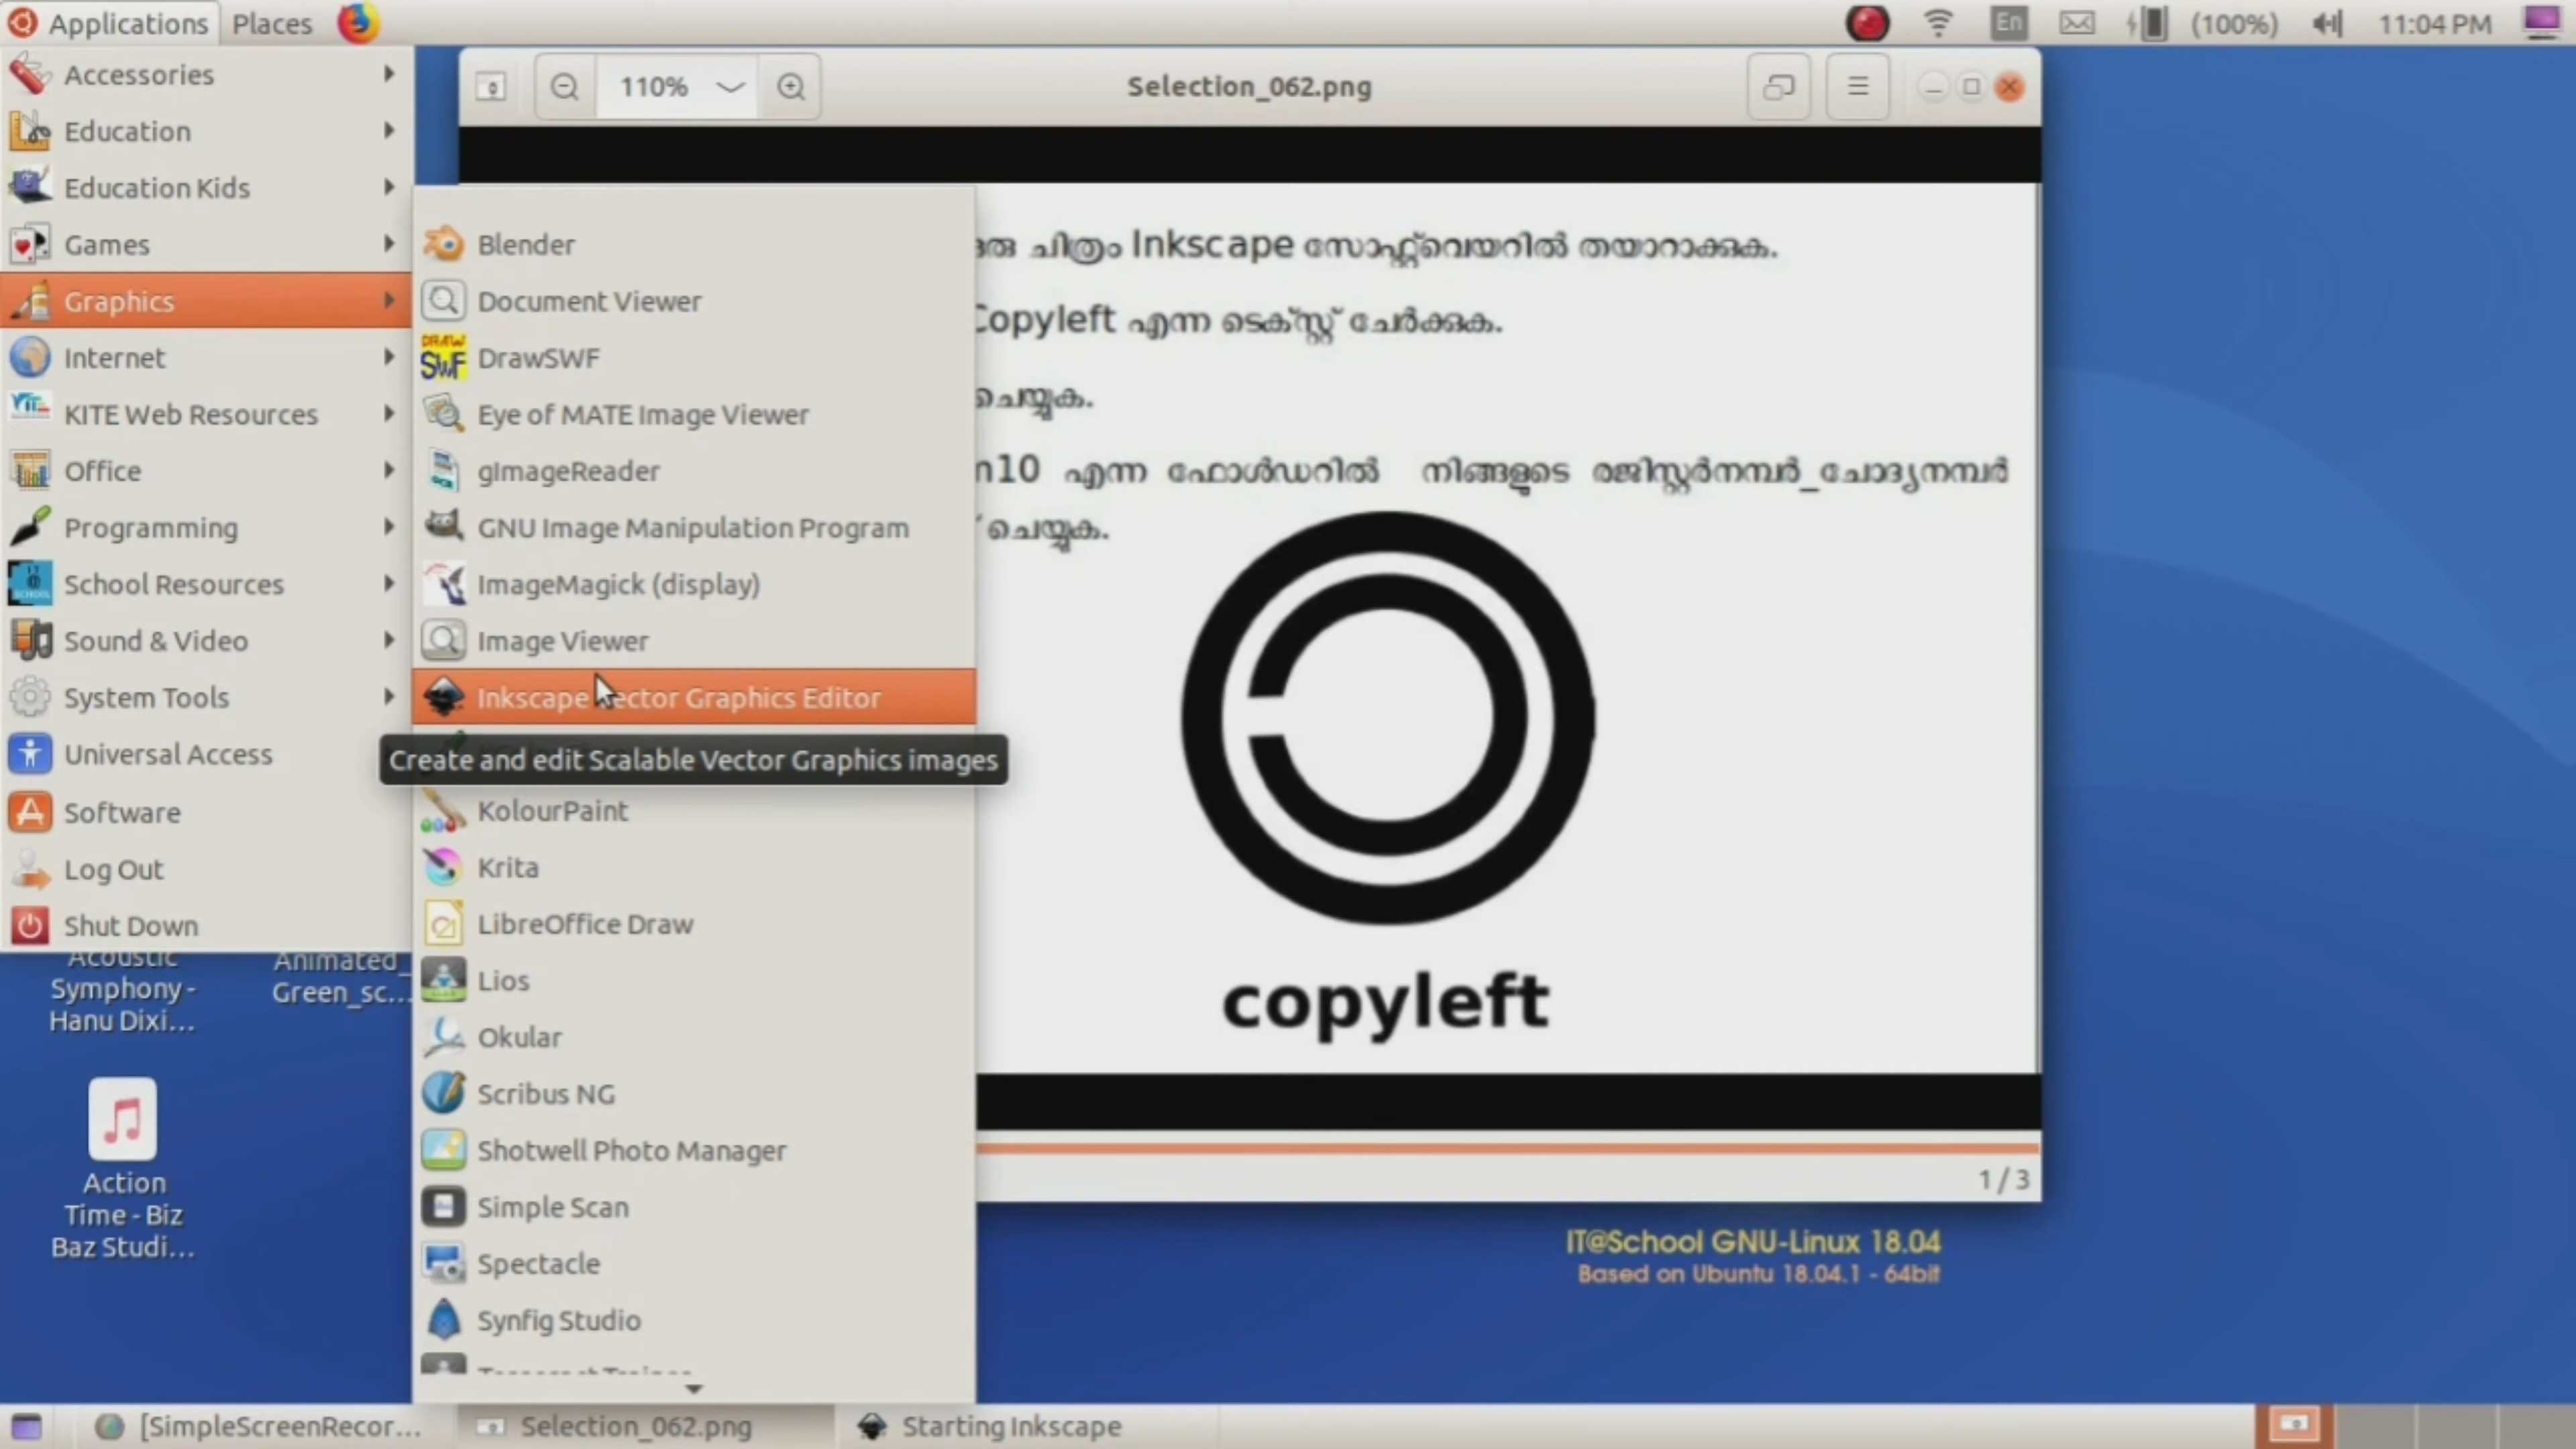 Applications Places En (100%) 11:04 PM
Accessories
Education
Education Kids
Games
Graphics
Internet
KITE Web Resources
Office
Programming
School Resources
Sound & Video
System Tools
Universal Access
Software
Log Out
Shut Down
Blender
Document Viewer
DrawSWF
Eye of MATE Image Viewer
gImageReader
GNU Image Manipulation Program
ImageMagick (display)
Image Viewer
Inkscape Vector Graphics Editor
Create and edit Scalable Vector Graphics images
KolourPaint
Krita
LibreOffice Draw
Lios
Okular
Scribus NG
Shotwell Photo Manager
Simple Scan
Spectacle
Synfig Studio
110% Selection_062.png
ചിത്രം Inkscape സോഫ്റ്റ്‌വെയറിൽ തയാറാക്കുക.
Copyleft എന്ന ടെക്സ്റ്റ് ചേർക്കുക.
ചെയ്യുക.
n10 എന്ന ഫോൾഡറിൽ നിങ്ങളുടെ രജിസ്റ്റർനമ്പർ_ചോദ്യനമ്പർ
ചെയ്യുക.
copyleft
1 / 3
Acoustic
Symphony -
Hanu Dixi...
Animated_
Green_sc...
Action
Time - Biz
Baz Studi...
IT@School GNU-Linux 18.04
Based on Ubuntu 18.04.1 - 64bit
[SimpleScreenRecor... Selection_062.png Starting Inkscape